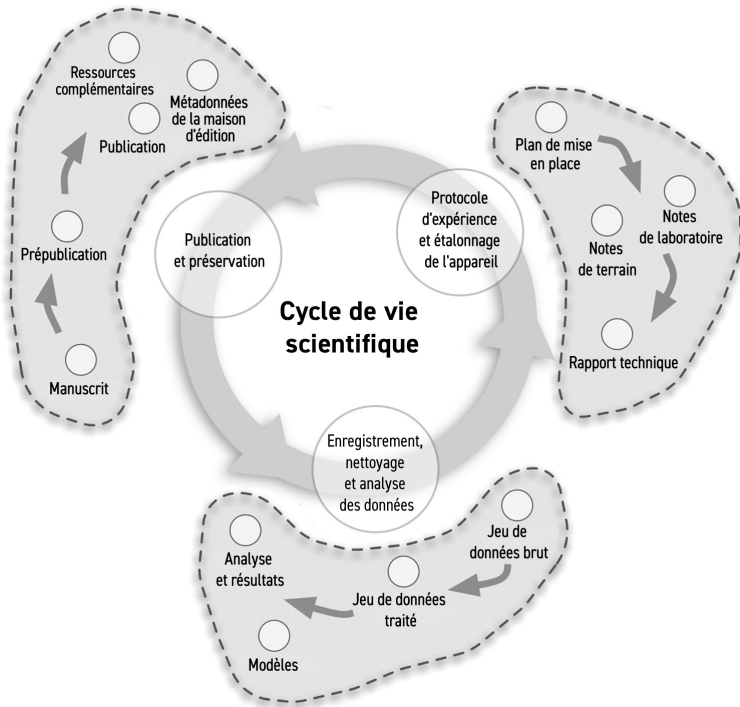 Ressources
complémentaires
Métadonnées
de la maison
d'édition
Publication
Prépublication
Manuscrit
Publication
et préservation
Protocole
d'expérience
et étalonnage
de l'appareil
Plan de mise
en place
Notes
de laboratoire
Notes
de terrain
Rapport technique
Cycle de vie
scientifique
Enregistrement,
nettoyage
et analyse
des données
Jeu de
données brut
Jeu de données
traité
Analyse
et résultats
Modèles